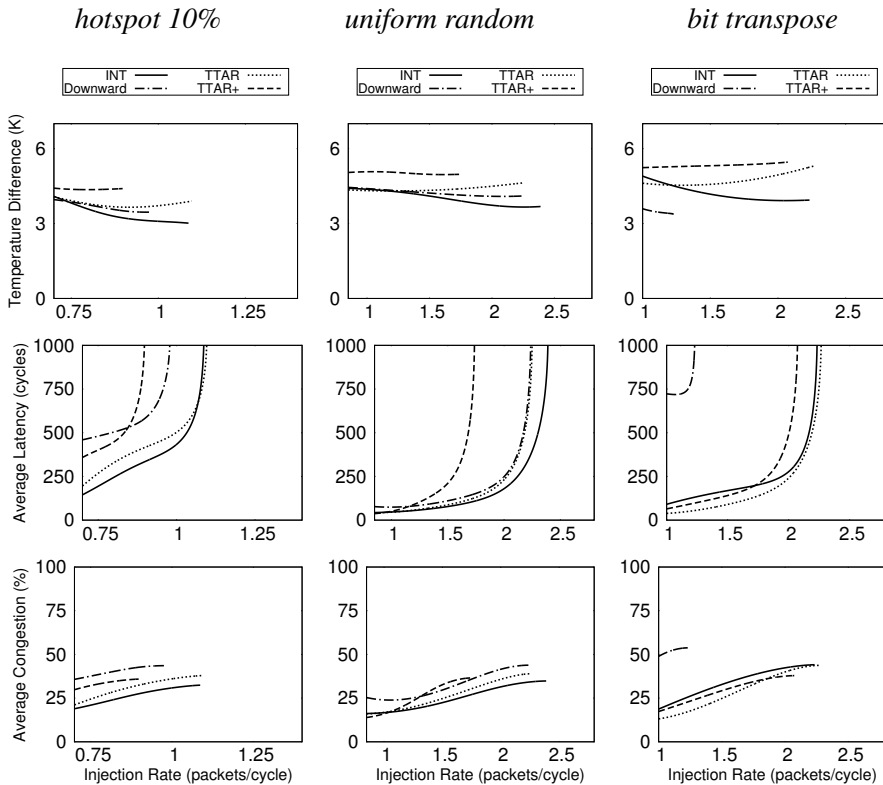 hotspot 10% uniform random bit transpose
INT TTAR INT TTAR INT TTAR
Downward TTAR+ Downward TTAR+ Downward TTAR+
Temperature Difference (K)
6 6 6
3 3 3
0 0 0
0.75 1 1.25 1 1.5 2 2.5 1 1.5 2 2.5
Average Latency (cycles)
1000 1000 1000
750 750 750
500 500 500
250 250 250
0 0 0
0.75 1 1.25 1 1.5 2 2.5 1 1.5 2 2.5
Average Congestion (%)
100 100 100
75 75 75
50 50 50
25 25 25
0 0 0
0.75 1 1.25 1 1.5 2 2.5 1 1.5 2 2.5
Injection Rate (packets/cycle) Injection Rate (packets/cycle) Injection Rate (packets/cycle)